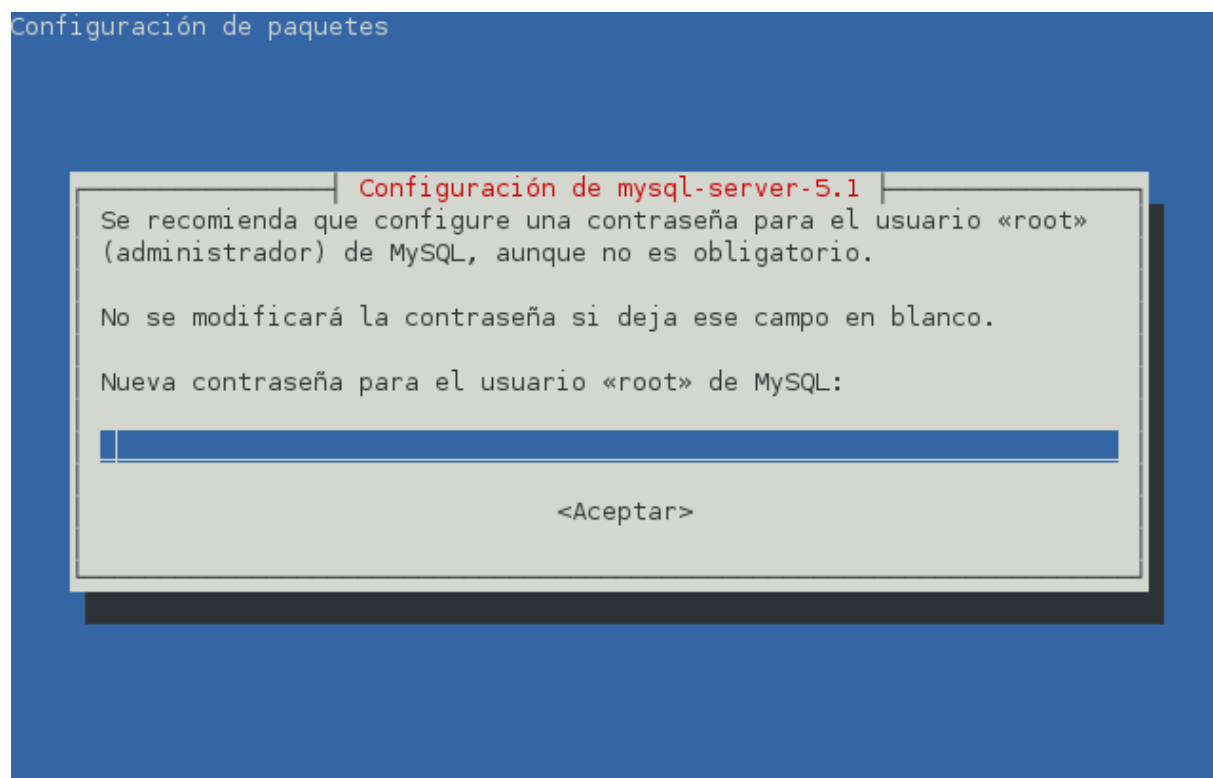 Configuración de paquetes
Configuración de mysql-server-5.1
Se recomienda que configure una contraseña para el usuario «root»
(administrador) de MySQL, aunque no es obligatorio.
No se modificará la contraseña si deja ese campo en blanco.
Nueva contraseña para el usuario «root» de MySQL:
<Aceptar>